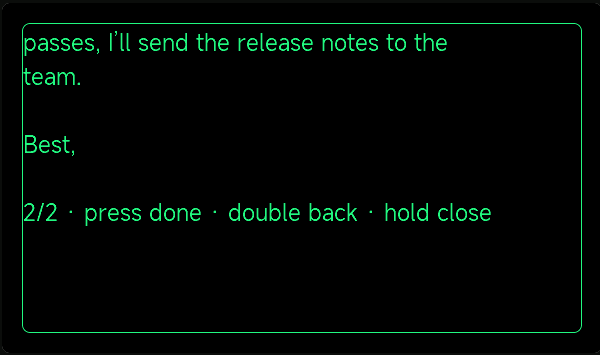 passes, I’ll send the release notes to the
team.
Best,
2/2 · press done · double back · hold close